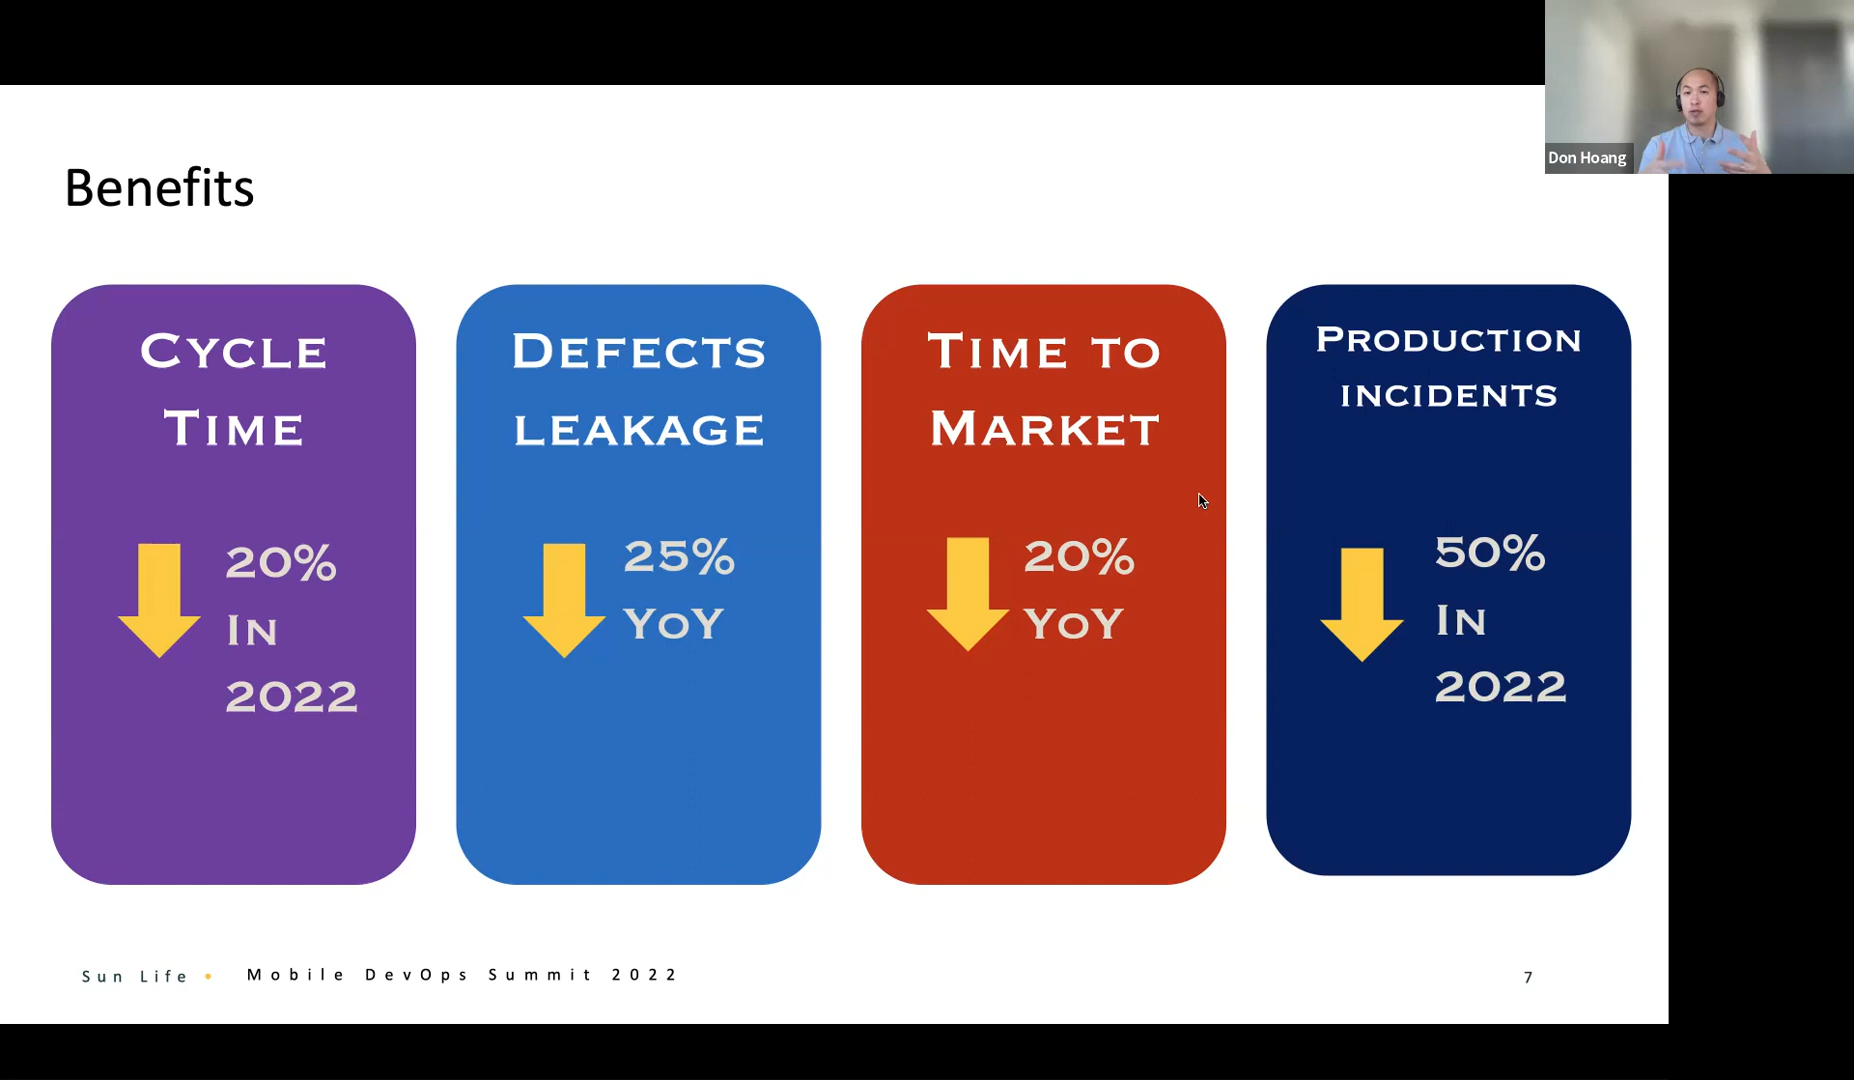 Don Hoang
Benefits
Cycle
Time
20%
In
2022
Defects
leakage
25%
YoY
Time to
Market
20%
YoY
Production
incidents
50%
In
2022
Sun Life • Mobile DevOps Summit 2022
7